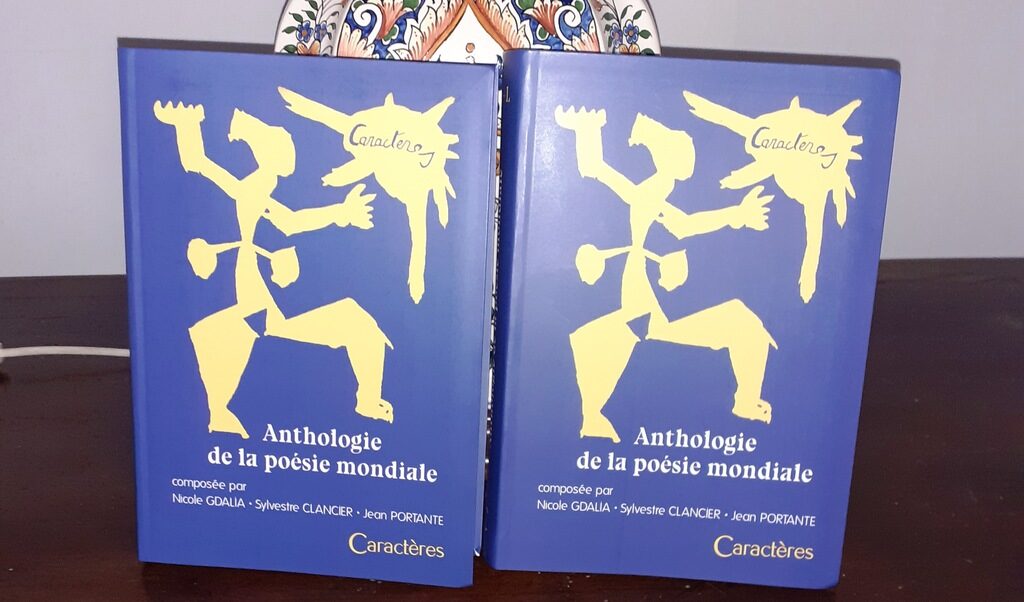 Caractères
Anthologie
de la poésie mondiale
composée par
Nicole GDALIA · Sylvestre CLANCIER · Jean PORTANTE
Caractères
Caractères
Anthologie
de la poésie mondiale
composée par
Nicole GDALIA · Sylvestre CLANCIER · Jean PORTANTE
Caractères